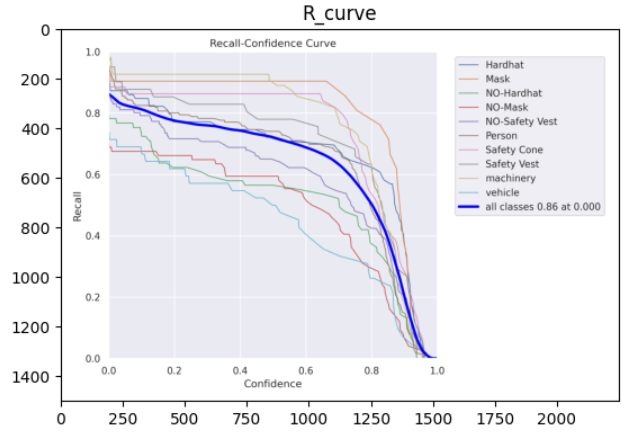 R_curve
Recall-Confidence Curve
0
200
400
600
800
1000
1200
1400
1.0
0.8
0.6
0.4
0.2
0.0
Recall
0.0 0.2 0.4 0.6 0.8 1.0
Confidence
Hardhat
Mask
NO-Hardhat
NO-Mask
NO-Safety Vest
Person
Safety Cone
Safety Vest
machinery
vehicle
all classes 0.86 at 0.000
0 250 500 750 1000 1250 1500 1750 2000